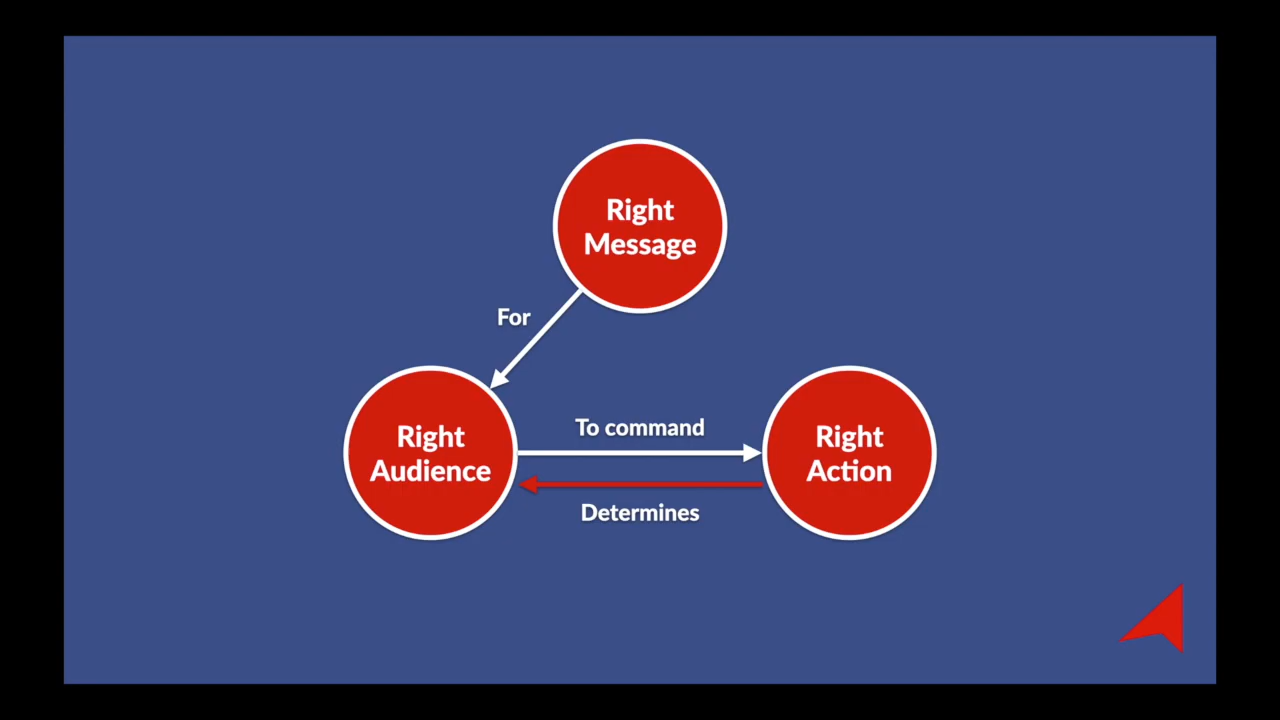 Right
Message
For
To command
Right
Audience
Right
Action
Determines